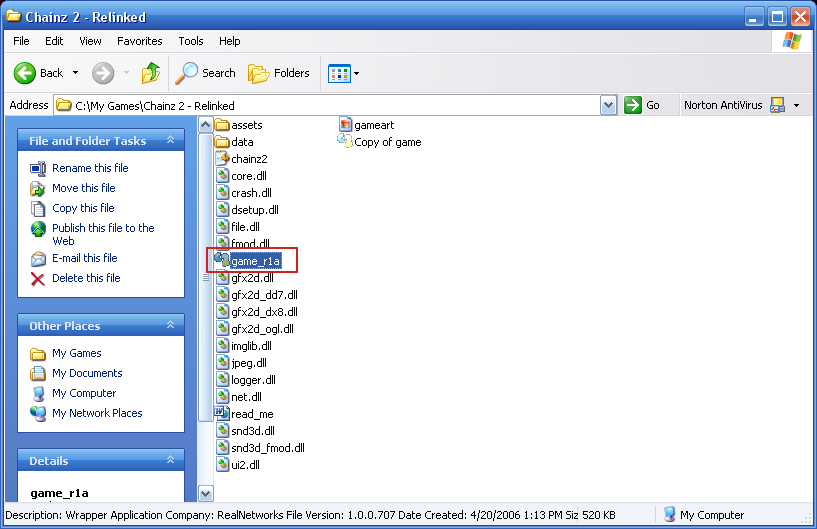 Chainz 2 - Relinked
File Edit View Favorites Tools Help
Back Search Folders
Address C:\My Games\Chainz 2 - Relinked Go Norton AntiVirus
File and Folder Tasks
Rename this file
Move this file
Copy this file
Publish this file to the
Web
E-mail this file
Delete this file
Other Places
My Games
My Documents
My Computer
My Network Places
Details
game_r1a
assets
data
chainz2
core.dll
crash.dll
dsetup.dll
file.dll
fmod.dll
game_r1a
gfx2d.dll
gfx2d_dd7.dll
gfx2d_dx8.dll
gfx2d_ogl.dll
imglib.dll
jpeg.dll
logger.dll
net.dll
read_me
snd3d.dll
snd3d_fmod.dll
ui2.dll
gameart
Copy of game
Description: Wrapper Application Company: RealNetworks File Version: 1.0.0.707 Date Created: 4/20/2006 1:13 PM Siz 520 KB My Computer